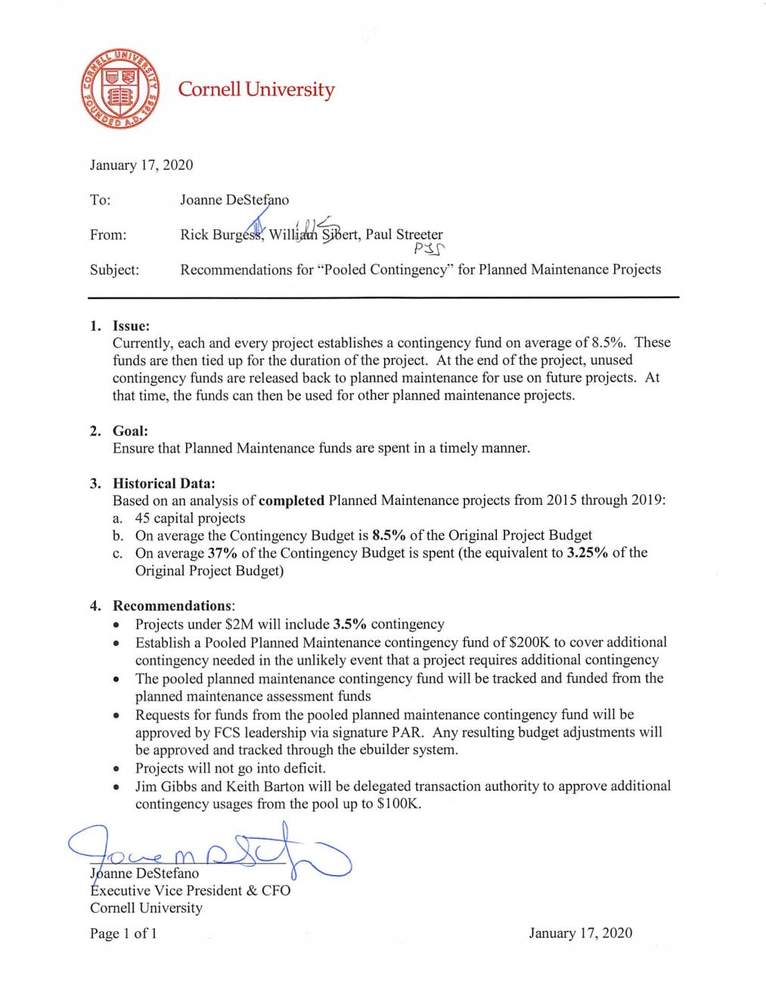 CORNELL UNIVERSITY FOUNDED A.D. 1865
Cornell University
January 17, 2020
To: Joanne DeStefano
From: Rick Burgess, William Sibert, Paul Streeter
PJS
Subject: Recommendations for “Pooled Contingency” for Planned Maintenance Projects
1. Issue:
Currently, each and every project establishes a contingency fund on average of 8.5%. These
funds are then tied up for the duration of the project. At the end of the project, unused
contingency funds are released back to planned maintenance for use on future projects. At
that time, the funds can then be used for other planned maintenance projects.
2. Goal:
Ensure that Planned Maintenance funds are spent in a timely manner.
3. Historical Data:
Based on an analysis of completed Planned Maintenance projects from 2015 through 2019:
a. 45 capital projects
b. On average the Contingency Budget is 8.5% of the Original Project Budget
c. On average 37% of the Contingency Budget is spent (the equivalent to 3.25% of the
Original Project Budget)
4. Recommendations:
• Projects under $2M will include 3.5% contingency
• Establish a Pooled Planned Maintenance contingency fund of $200K to cover additional
contingency needed in the unlikely event that a project requires additional contingency
• The pooled planned maintenance contingency fund will be tracked and funded from the
planned maintenance assessment funds
• Requests for funds from the pooled planned maintenance contingency fund will be
approved by FCS leadership via signature PAR. Any resulting budget adjustments will
be approved and tracked through the ebuilder system.
• Projects will not go into deficit.
• Jim Gibbs and Keith Barton will be delegated transaction authority to approve additional
contingency usages from the pool up to $100K.
Joanne DeStefano
Executive Vice President & CFO
Cornell University
Page 1 of 1 January 17, 2020